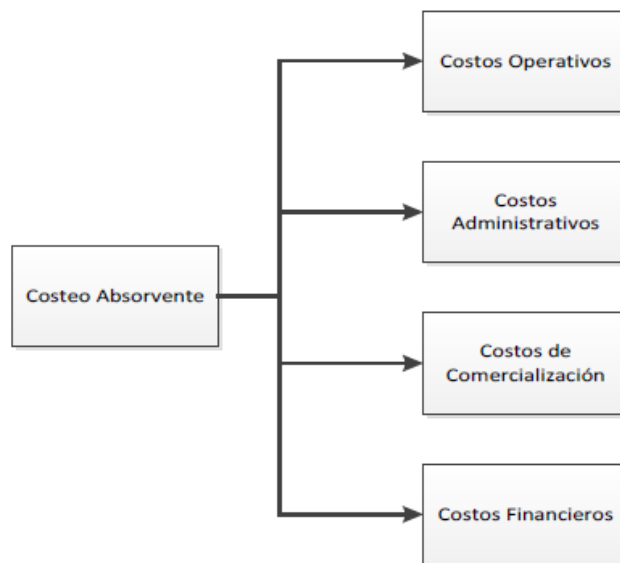 Costeo Absorvente
Costos Operativos
Costos
Administrativos
Costos de
Comercialización
Costos Financieros